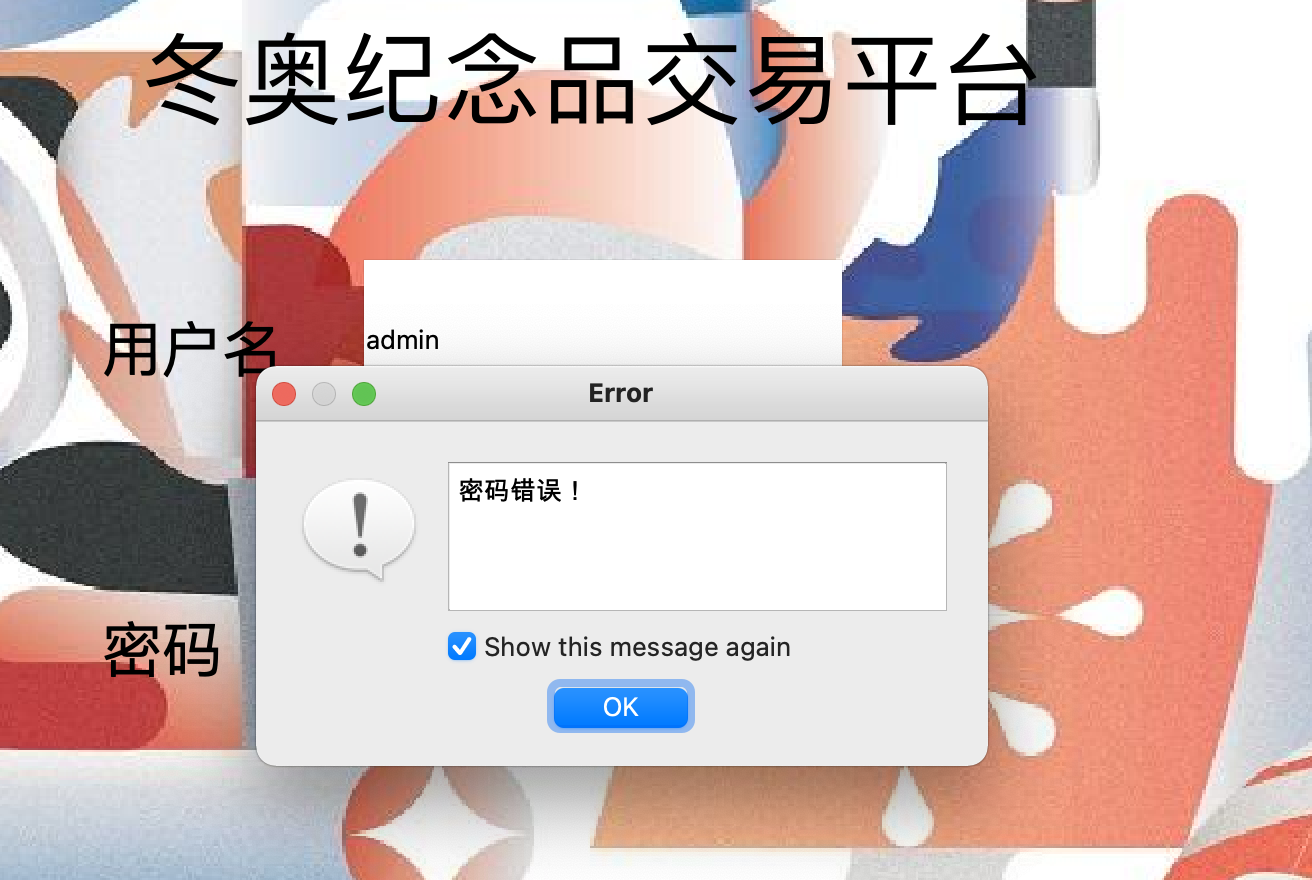 冬奥纪念品交易平台
用户名
admin
Error
密码错误！
Show this message again
密码
OK